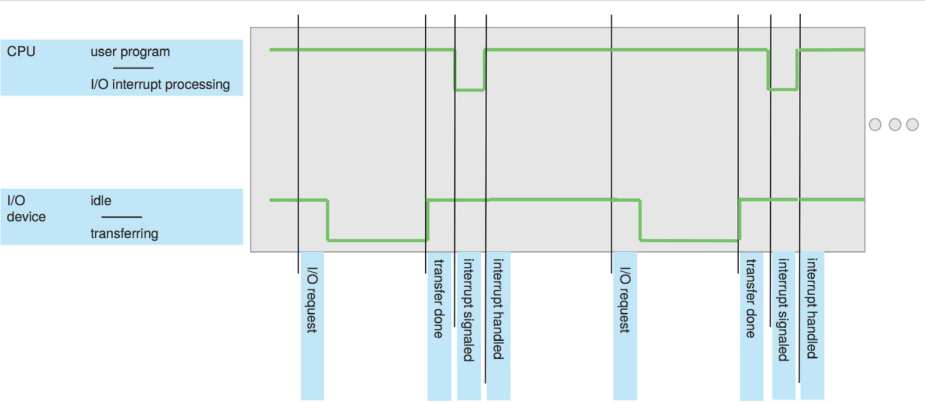 CPU
user program
I/O interrupt processing
I/O
device
idle
transferring
I/O request
transfer done
interrupt signaled
interrupt handled
I/O request
transfer done
interrupt signaled
interrupt handled